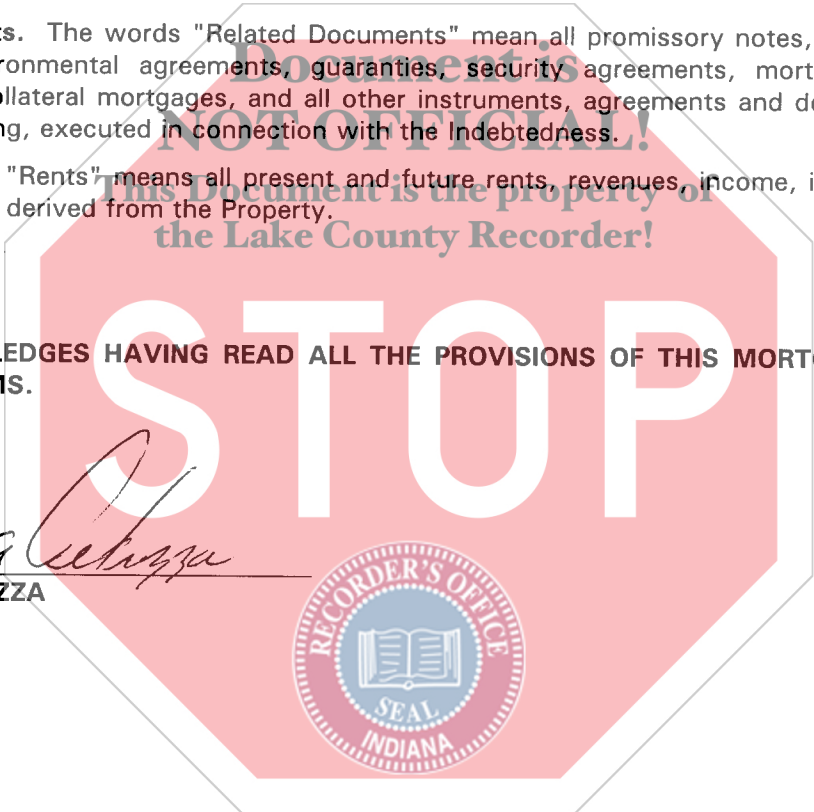 ts. The words "Related Documents" mean all promissory notes,
ronmental agreements, guaranties, security agreements, mort
ollateral mortgages, and all other instruments, agreements and d
ng, executed in connection with the Indebtedness.
"Rents" means all present and future rents, revenues, income, i
derived from the Property.
Document is
NOT OFFICIAL!
This Document is the property of
the Lake County Recorder!
LEDGES HAVING READ ALL THE PROVISIONS OF THIS MORT
MS.
STOP
ZZA
RECORDER'S OFFICE
SEAL
INDIANA